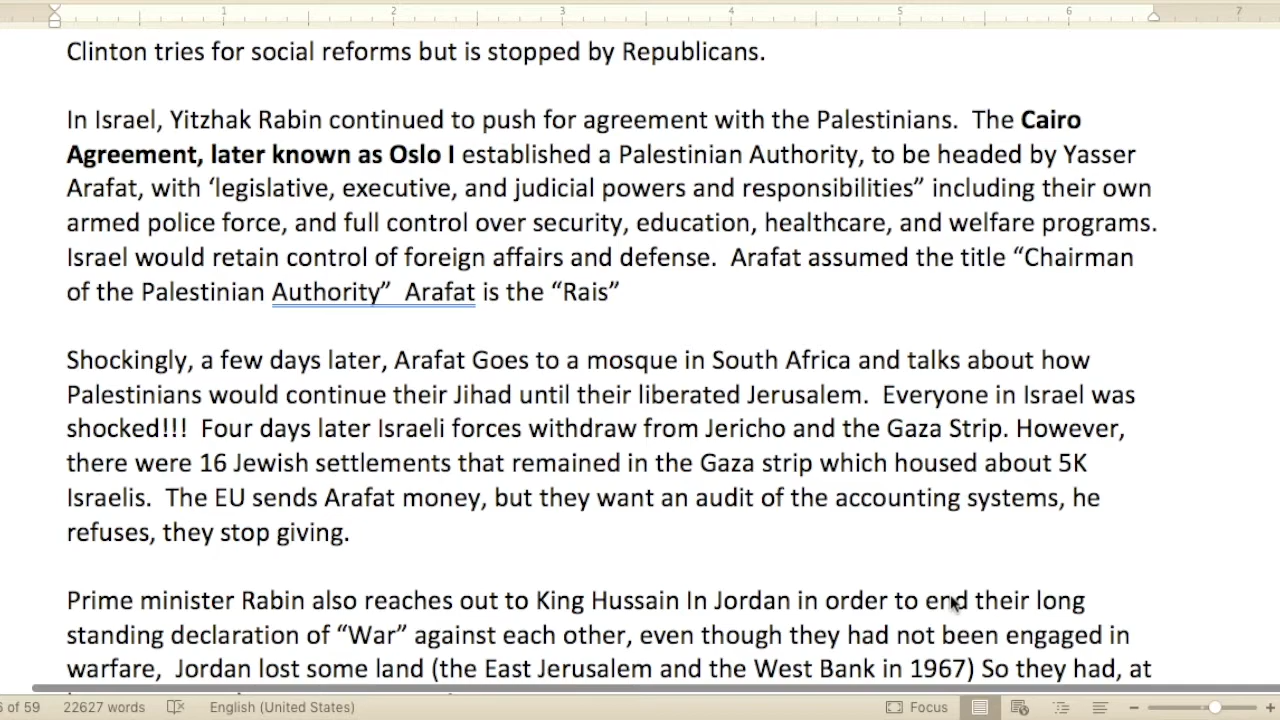 1 2 3 4 5 6 7
Clinton tries for social reforms but is stopped by Republicans.
In Israel, Yitzhak Rabin continued to push for agreement with the Palestinians.  The Cairo
Agreement, later known as Oslo I established a Palestinian Authority, to be headed by Yasser
Arafat, with ‘legislative, executive, and judicial powers and responsibilities” including their own
armed police force, and full control over security, education, healthcare, and welfare programs.
Israel would retain control of foreign affairs and defense.  Arafat assumed the title “Chairman
of the Palestinian Authority”  Arafat is the “Rais”
Shockingly, a few days later, Arafat Goes to a mosque in South Africa and talks about how
Palestinians would continue their Jihad until their liberated Jerusalem.  Everyone in Israel was
shocked!!!  Four days later Israeli forces withdraw from Jericho and the Gaza Strip. However,
there were 16 Jewish settlements that remained in the Gaza strip which housed about 5K
Israelis.  The EU sends Arafat money, but they want an audit of the accounting systems, he
refuses, they stop giving.
Prime minister Rabin also reaches out to King Hussain In Jordan in order to end their long
standing declaration of “War” against each other, even though they had not been engaged in
warfare,  Jordan lost some land (the East Jerusalem and the West Bank in 1967) So they had, at
of 59 22627 words English (United States) Focus